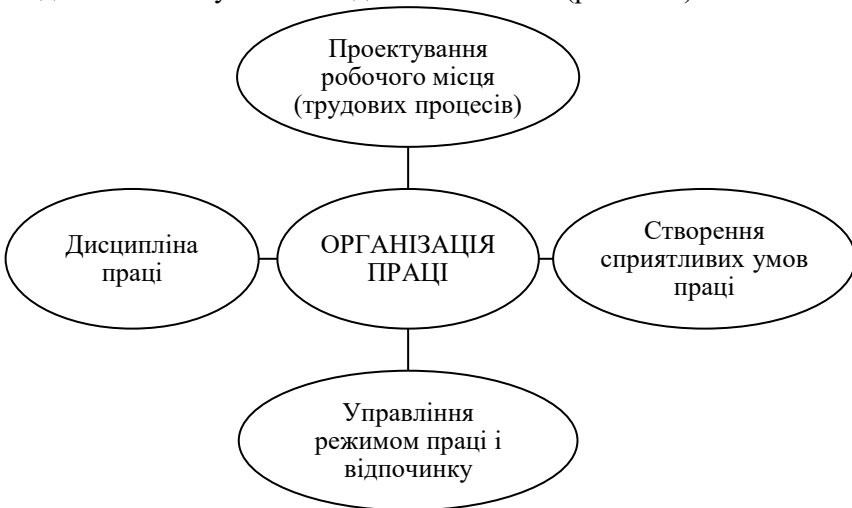 Проектування
робочого місця
(трудових процесів)
Дисципліна
праці
ОРГАНІЗАЦІЯ
ПРАЦІ
Створення
сприятливих умов
праці
Управління
режимом праці і
відпочинку